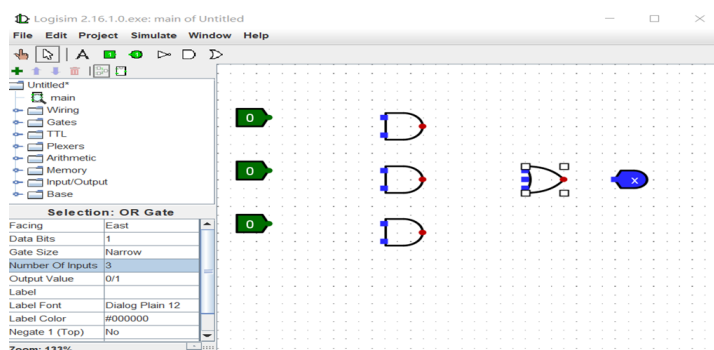 Logisim 2.16.1.0.exe: main of Untitled
File Edit Project Simulate Window Help
A
Untitled*
main
Wiring
Gates
TTL
Plexers
Arithmetic
Memory
Input/Output
Base
Selection: OR Gate
Facing East
Data Bits 1
Gate Size Narrow
Number Of Inputs 3
Output Value 0/1
Label
Label Font Dialog Plain 12
Label Color #000000
Negate 1 (Top) No
Zoom: 133%
0
0
0
x